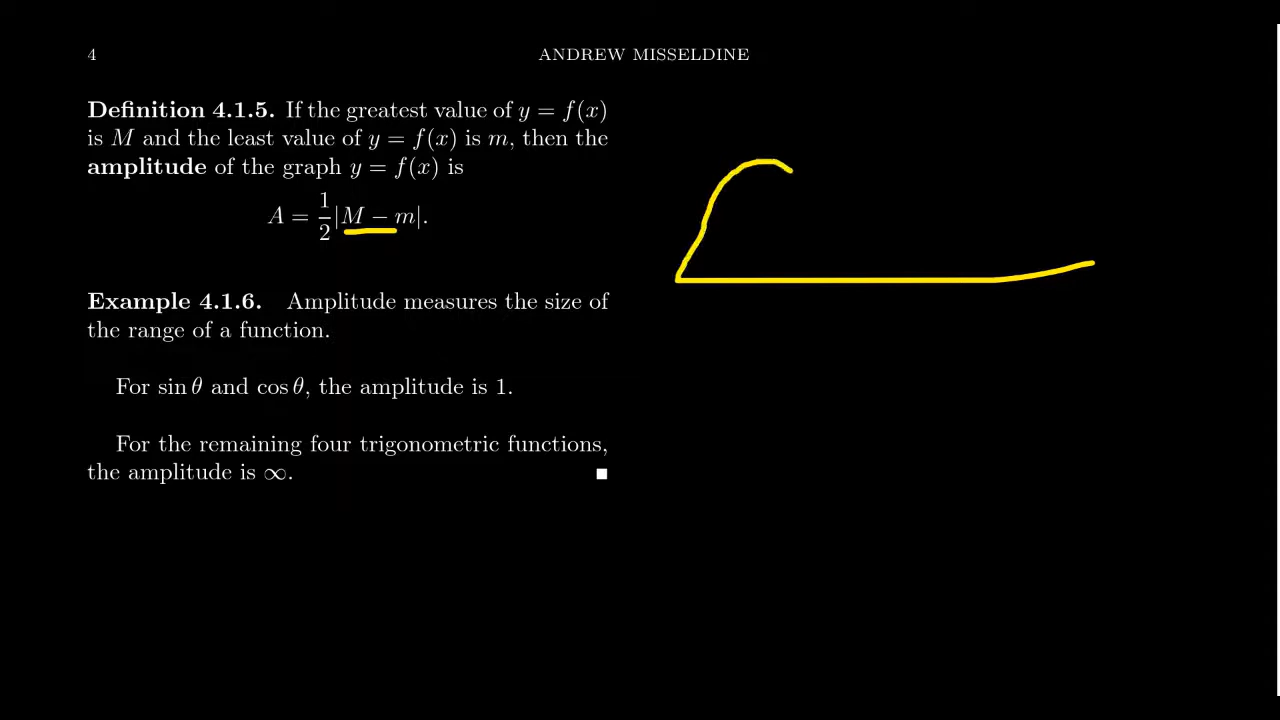 4
ANDREW MISSELDINE
Definition 4.1.5. If the greatest value of y = f(x)
is M and the least value of y = f(x) is m, then the
amplitude of the graph y = f(x) is
A = \frac{1}{2}|M − m|.
Example 4.1.6. Amplitude measures the size of
the range of a function.
For sin θ and cos θ, the amplitude is 1.
For the remaining four trigonometric functions,
the amplitude is ∞. ■